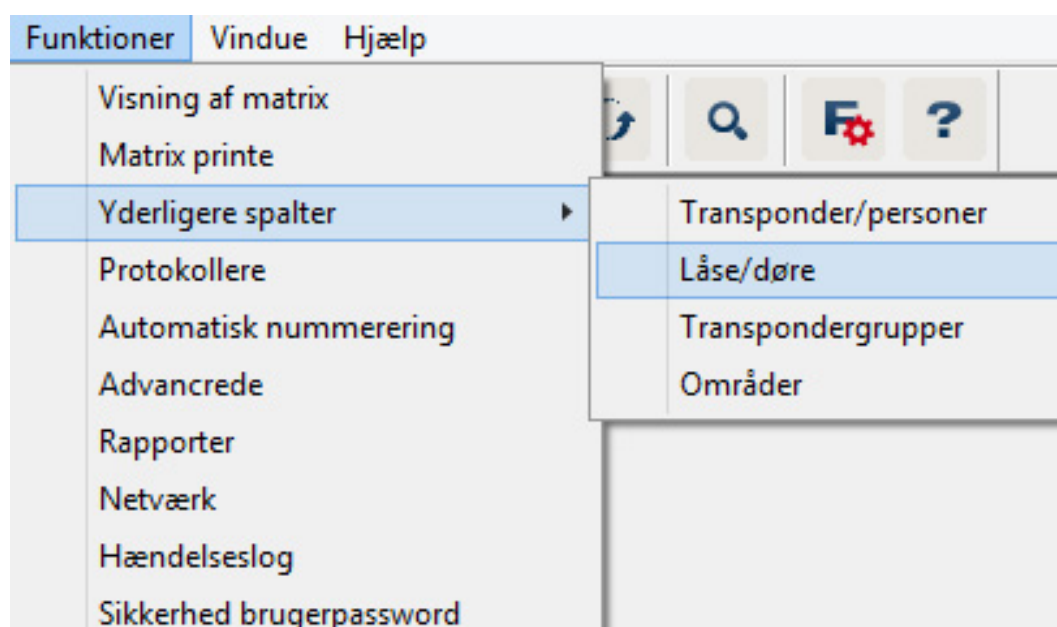 Funktioner Vindue Hjælp
Visning af matrix
Matrix printe
Yderligere spalter
Protokollere
Automatisk nummerering
Advancrede
Rapporter
Netværk
Hændelseslog
Sikkerhed brugerpassword
F ?
Transponder/personer
Låse/døre
Transpondergrupper
Områder